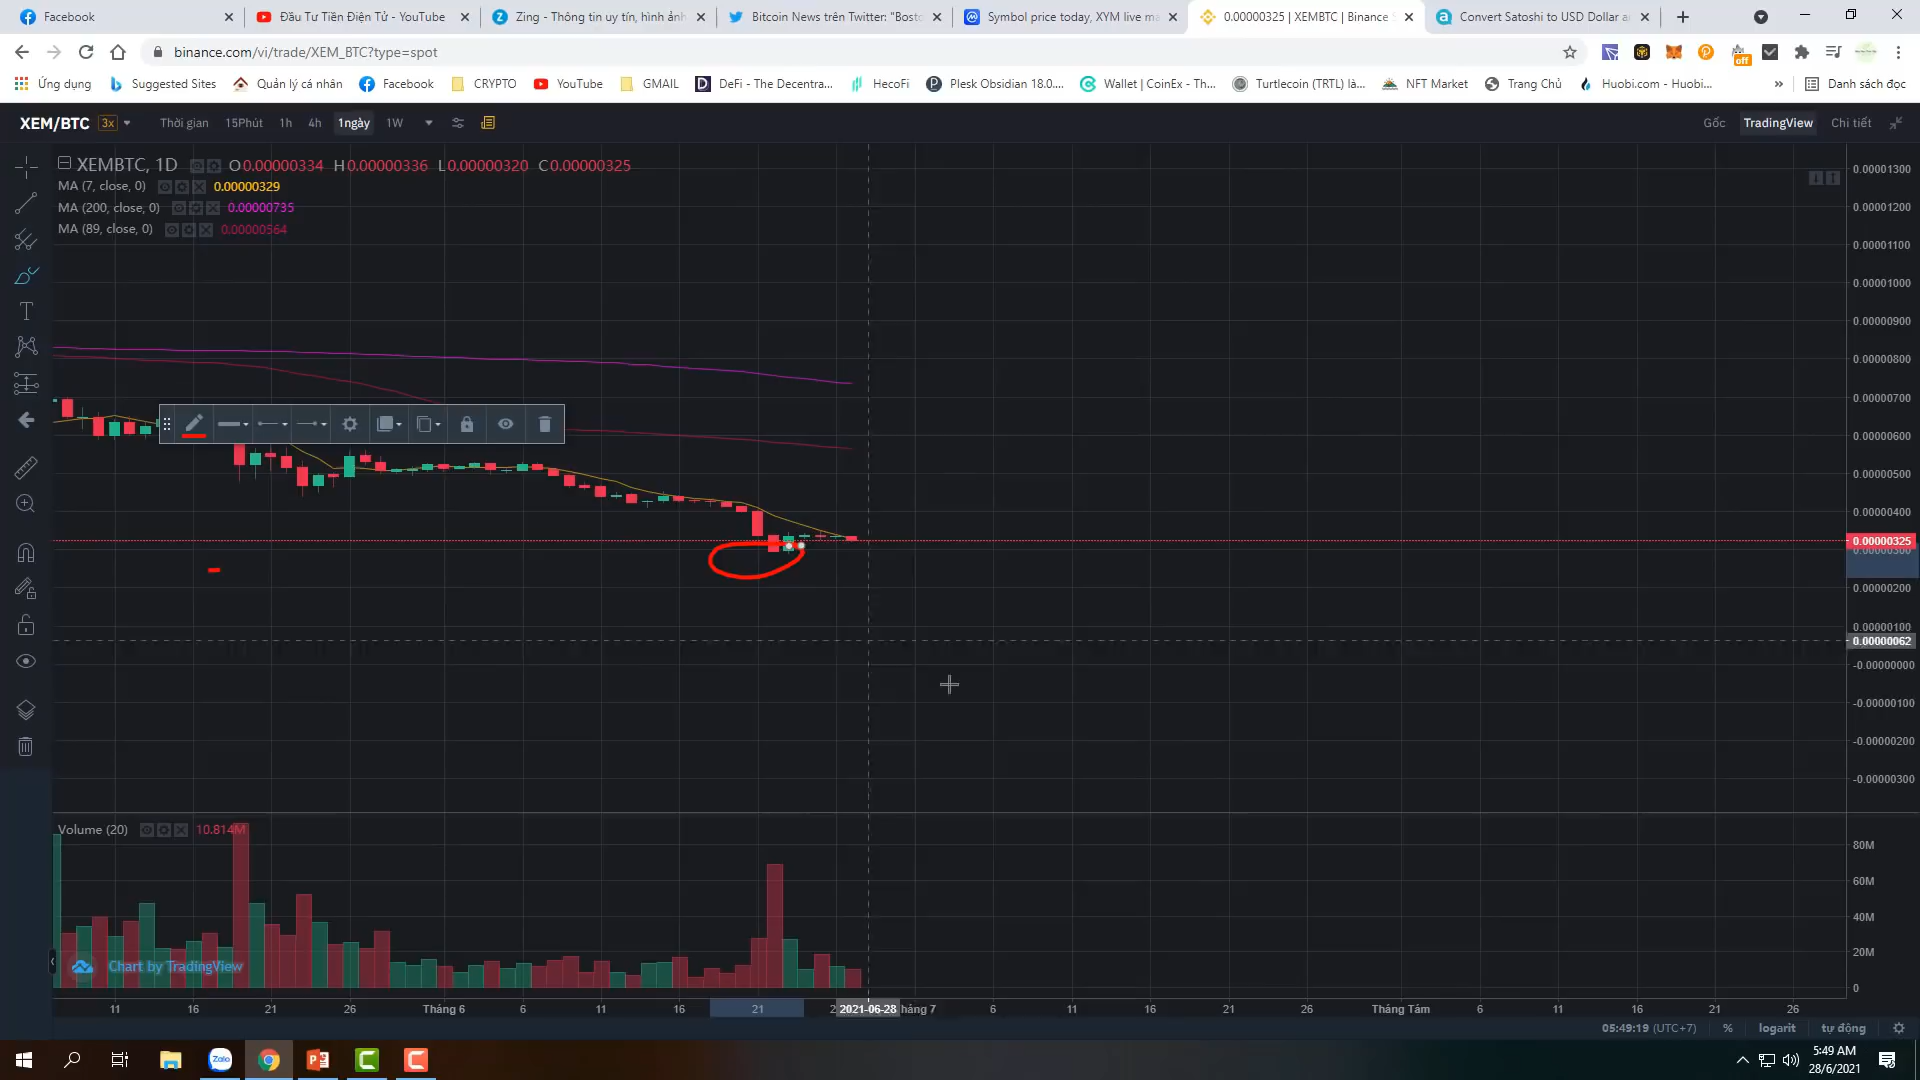 Facebook
Đầu Tư Tiền Điện Tử - YouTube
Zing - Thông tin uy tín, hình ảnh
Bitcoin News trên Twitter: "Bosto
Symbol price today, XYM live ma
0.00000325 | XEMBTC | Binance S
Convert Satoshi to USD Dollar a
binance.com/vi/trade/XEM_BTC?type=spot
off
Ứng dụng
Suggested Sites
Quản lý cá nhân
Facebook
CRYPTO
YouTube
GMAIL
DeFi - The Decentra...
HecoFi
Plesk Obsidian 18.0....
Wallet | CoinEx - Th...
Turtlecoin (TRTL) là...
NFT Market
Trang Chủ
Huobi.com - Huobi...
»
Danh sách đọc
XEM/BTC 3x
Thời gian 15Phút 1h 4h 1ngày 1W
Gốc TradingView Chi tiết
XEMBTC, 1D O0.00000334 H0.00000336 L0.00000320 C0.00000325
MA (7, close, 0) 0.00000329
MA (200, close, 0) 0.00000735
MA (89, close, 0) 0.00000564
0.00001300
0.00001200
0.00001100
0.00001000
0.00000900
0.00000800
0.00000700
0.00000600
0.00000500
0.00000400
0.00000325
0.00000300
0.00000200
0.00000100
0.00000062
-0.00000000
-0.00000100
-0.00000200
-0.00000300
Volume (20) 10.814M
80M
60M
40M
20M
0
Chart by TradingView
11 16 21 26 Tháng 6 6 11 16 21 2021-06-28 háng 7 6 11 16 21 26 Tháng Tám 6 11 16 21 26
05:49:19 (UTC+7) % logarit tự động
Zalo
5:49 AM
28/6/2021